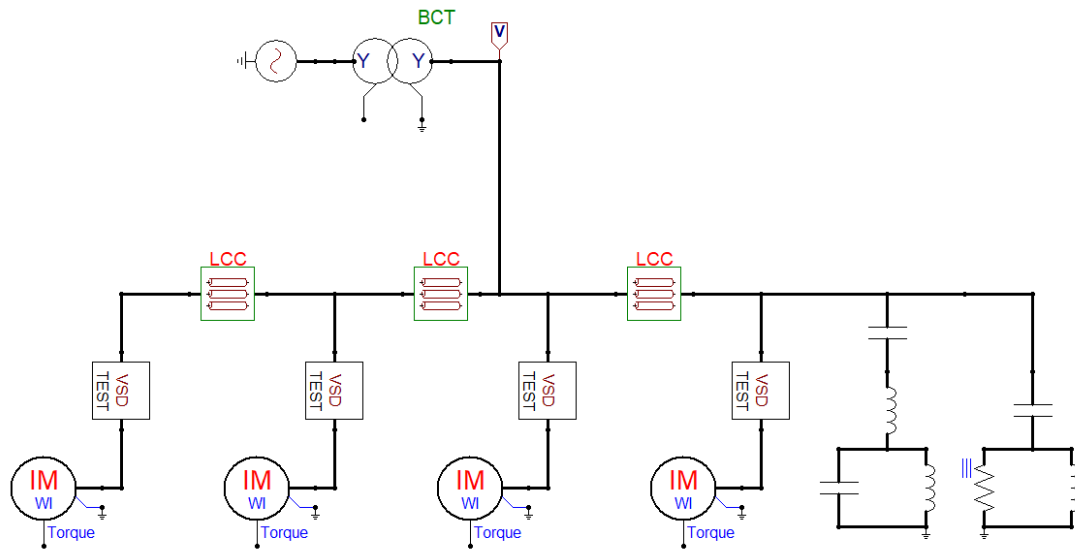 BCT
V
Y Y
LCC LCC LCC
VSD TEST VSD TEST VSD TEST VSD TEST
IM IM IM IM
WI WI WI WI
Torque Torque Torque Torque